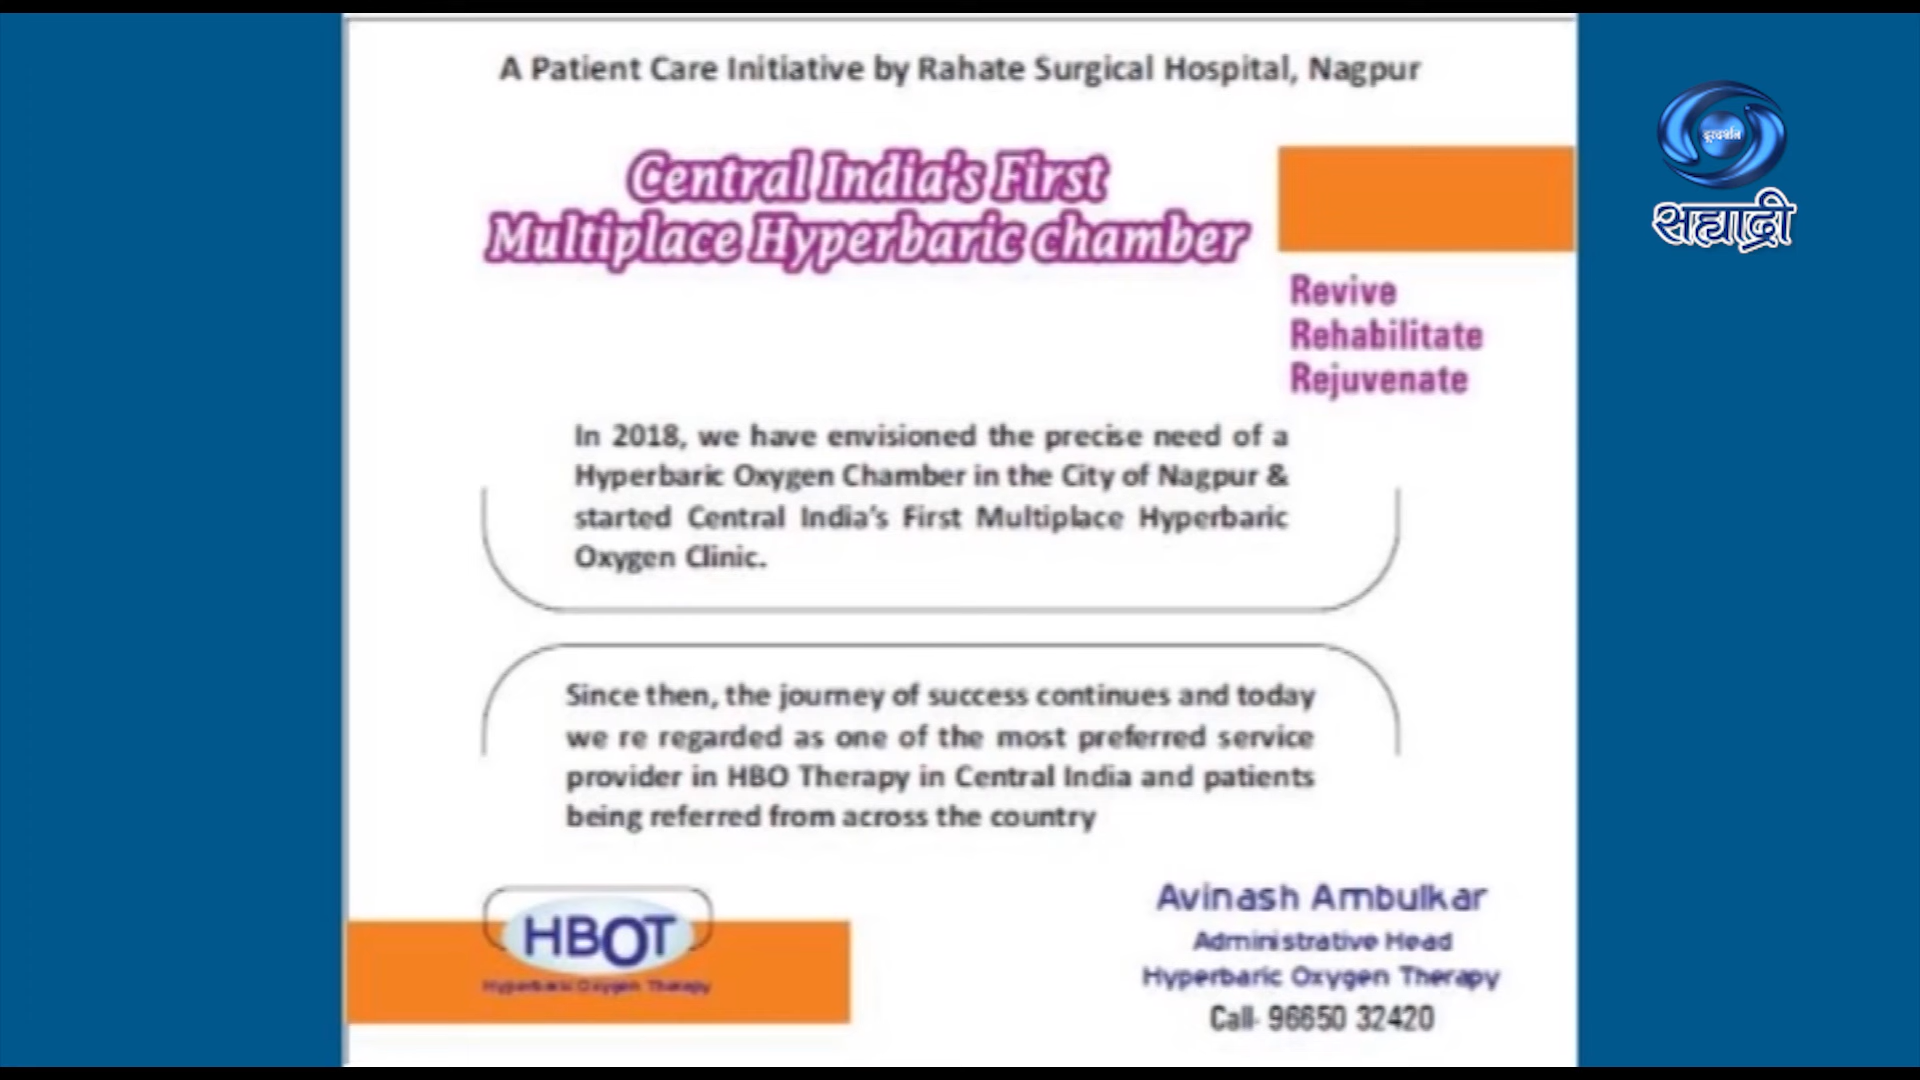 A Patient Care Initiative by Rahate Surgical Hospital, Nagpur
Central India's First
Multiplace Hyperbaric chamber
दूरदर्शन
सह्याद्री
Revive
Rehabilitate
Rejuvenate
In 2018, we have envisioned the precise need of a
Hyperbaric Oxygen Chamber in the City of Nagpur &
started Central India's First Multiplace Hyperbaric
Oxygen Clinic.
Since then, the journey of success continues and today
we re regarded as one of the most preferred service
provider in HBO Therapy in Central India and patients
being referred from across the country
HBOT
Hyperbaric Oxygen Therapy
Avinash Ambulkar
Administrative Head
Hyperbaric Oxygen Therapy
Call- 96650 32420